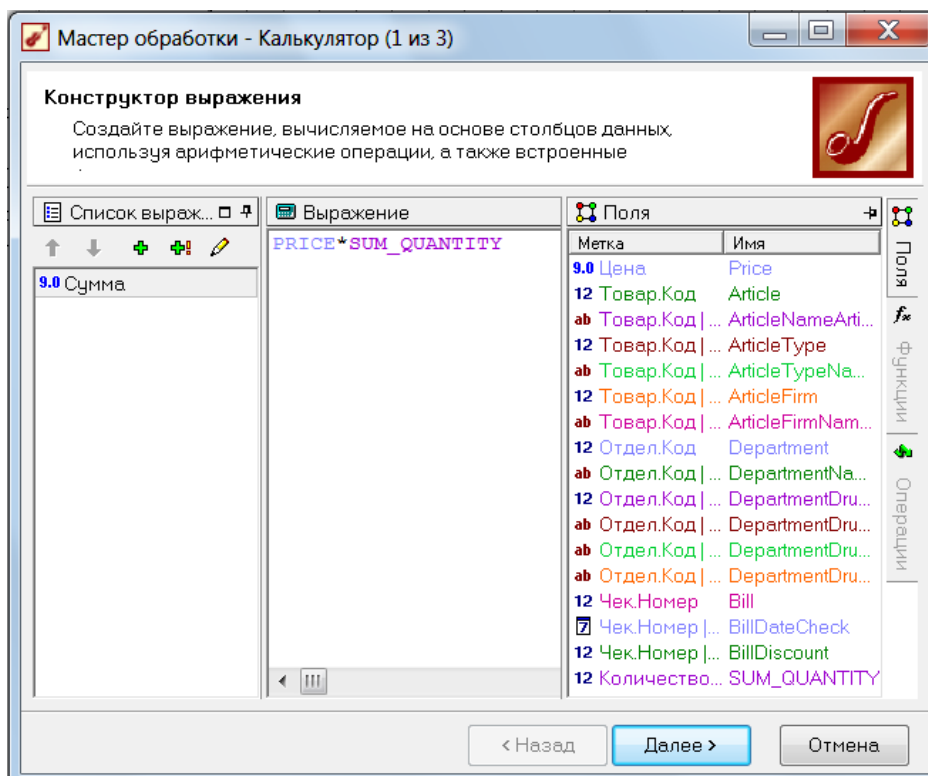 Мастер обработки - Калькулятор (1 из 3)
Конструктор выражения
Создайте выражение, вычисляемое на основе столбцов данных,
используя арифметические операции, а также встроенные
Список выраж...
Выражение
Поля
PRICE*SUM_QUANTITY
9.0 Сумма
Метка Имя
9.0 Цена Price
12 Товар.Код Article
ab Товар.Код|... ArticleNameArti...
12 Товар.Код|... ArticleType
ab Товар.Код|... ArticleTypeNa...
12 Товар.Код|... ArticleFirm
ab Товар.Код|... ArticleFirmNam...
12 Отдел.Код Department
ab Отдел.Код|... DepartmentNa...
12 Отдел.Код|... DepartmentDru...
ab Отдел.Код|... DepartmentDru...
ab Отдел.Код|... DepartmentDru...
ab Отдел.Код|... DepartmentDru...
12 Чек.Номер Bill
7 Чек.Номер|... BillDateCheck
12 Чек.Номер|... BillDiscount
12 Количество... SUM_QUANTITY
Поля
fx Функции
Операции
< Назад
Далее >
Отмена